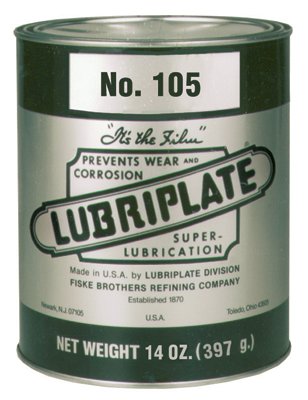 No. 105
"It's the Film"
PREVENTS WEAR AND
CORROSION
LUBRIPLATE®
SUPER-
LUBRICATION
Made in U.S.A. by LUBRIPLATE DIVISION
FISKE BROTHERS REFINING COMPANY
Established 1870
Newark, N.J. 07105 Toledo, Ohio 43605
U.S.A.
NET WEIGHT 14 OZ. (397 g.)